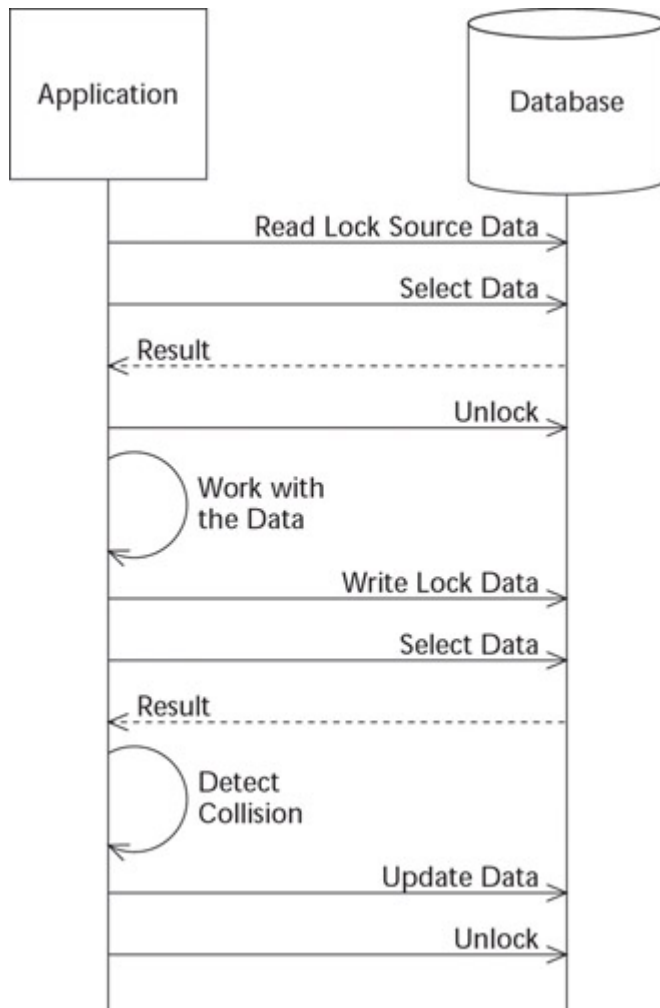 Application
Database
Read Lock Source Data
Select Data
Result
Unlock
Work with
the Data
Write Lock Data
Select Data
Result
Detect
Collision
Update Data
Unlock